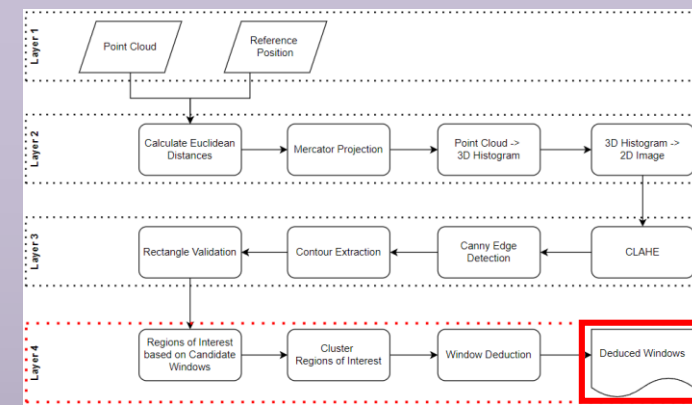 Layer 1
Point Cloud
Reference
Position
Layer 2
Calculate Euclidean
Distances
Mercator Projection
Point Cloud ->
3D Histogram
3D Histogram ->
2D Image
Layer 3
Rectangle Validation
Contour Extraction
Canny Edge
Detection
CLAHE
Layer 4
Regions of Interest
based on Candidate
Windows
Cluster
Regions of Interest
Window Deduction
Deduced Windows